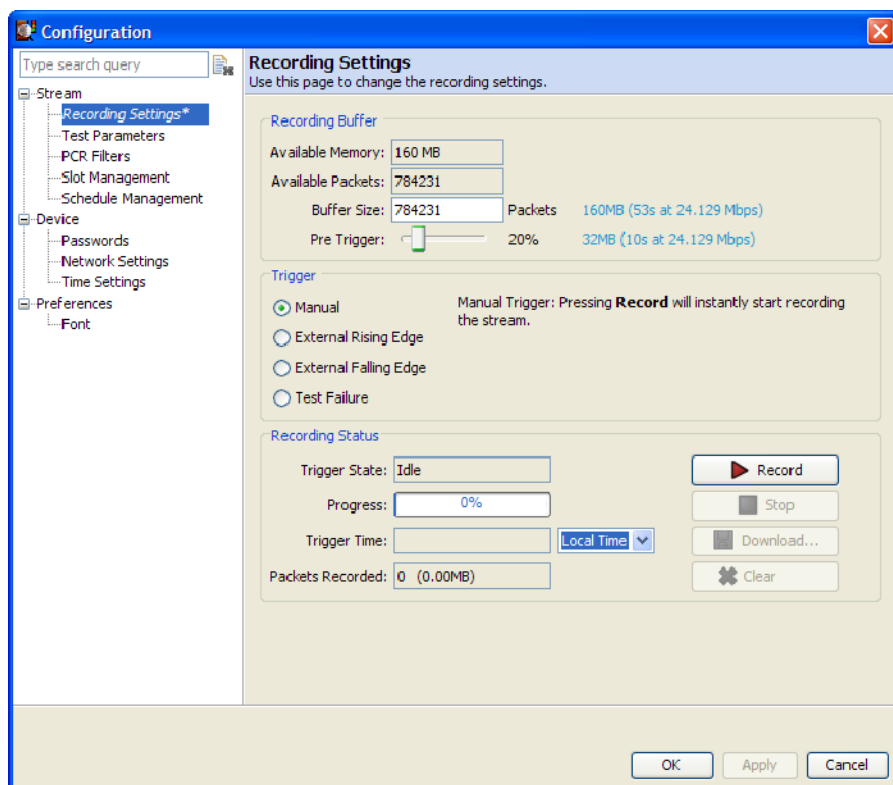 Configuration
Type search query
Stream
Recording Settings*
Test Parameters
PCR Filters
Slot Management
Schedule Management
Device
Passwords
Network Settings
Time Settings
Preferences
Font
Recording Settings
Use this page to change the recording settings.
Recording Buffer
Available Memory: 160 MB
Available Packets: 784231
Buffer Size: 784231 Packets 160MB (53s at 24.129 Mbps)
Pre Trigger: 20% 32MB (10s at 24.129 Mbps)
Trigger
Manual
External Rising Edge
External Falling Edge
Test Failure
Manual Trigger: Pressing Record will instantly start recording
the stream.
Recording Status
Trigger State: Idle
Progress: 0%
Trigger Time: Local Time
Packets Recorded: 0 (0.00MB)
Record
Stop
Download...
Clear
OK
Apply
Cancel